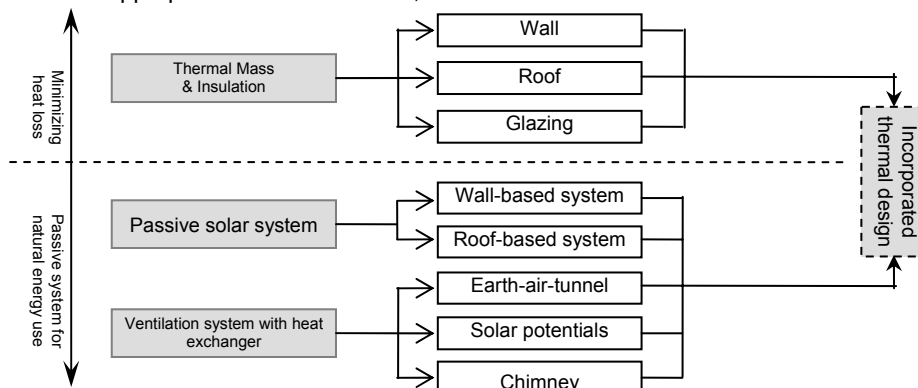 Wall
Thermal Mass
& Insulation
Roof
Glazing
Minimizing
heat loss
Incorporated
thermal design
Wall-based system
Passive solar system
Roof-based system
Passive system for
natural energy use
Earth-air-tunnel
Ventilation system with heat
exchanger
Solar potentials
Chimney